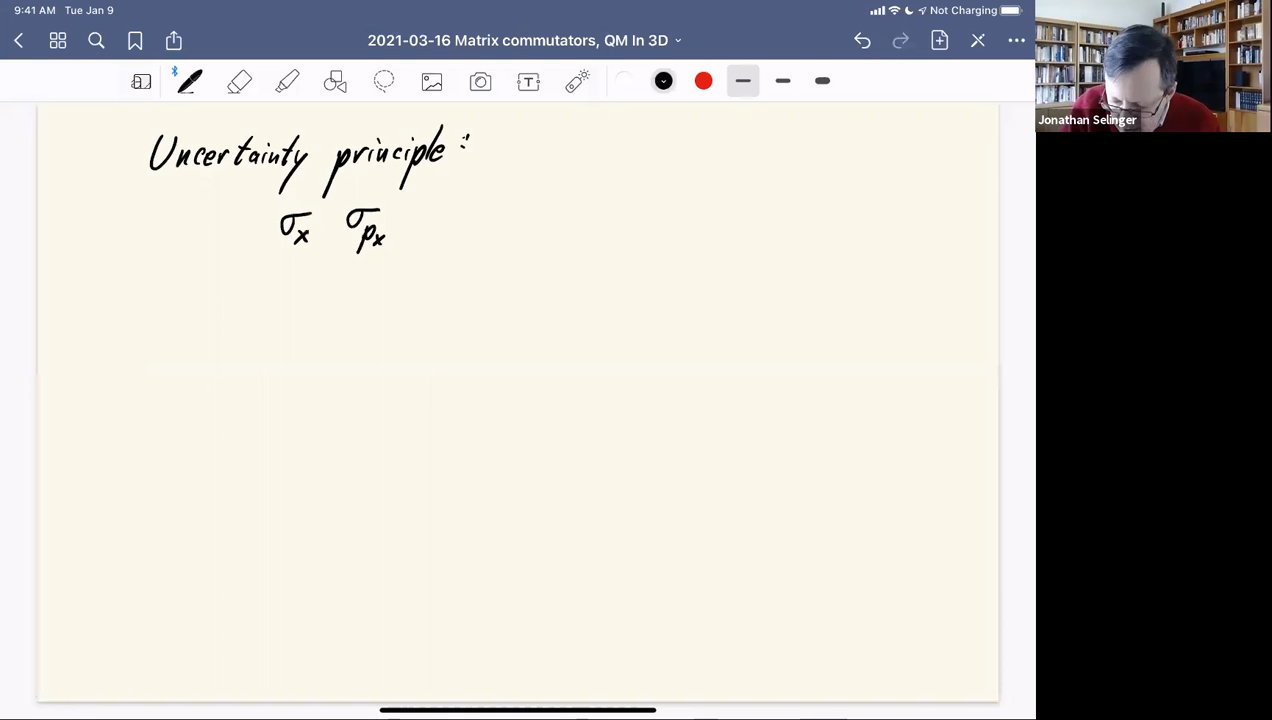 9:41 AM Tue Jan 9
Not Charging
2021-03-16 Matrix commutators, QM In 3D
T
Jonathan Selinger
Uncertainty principle :
σₓ σₚₓ